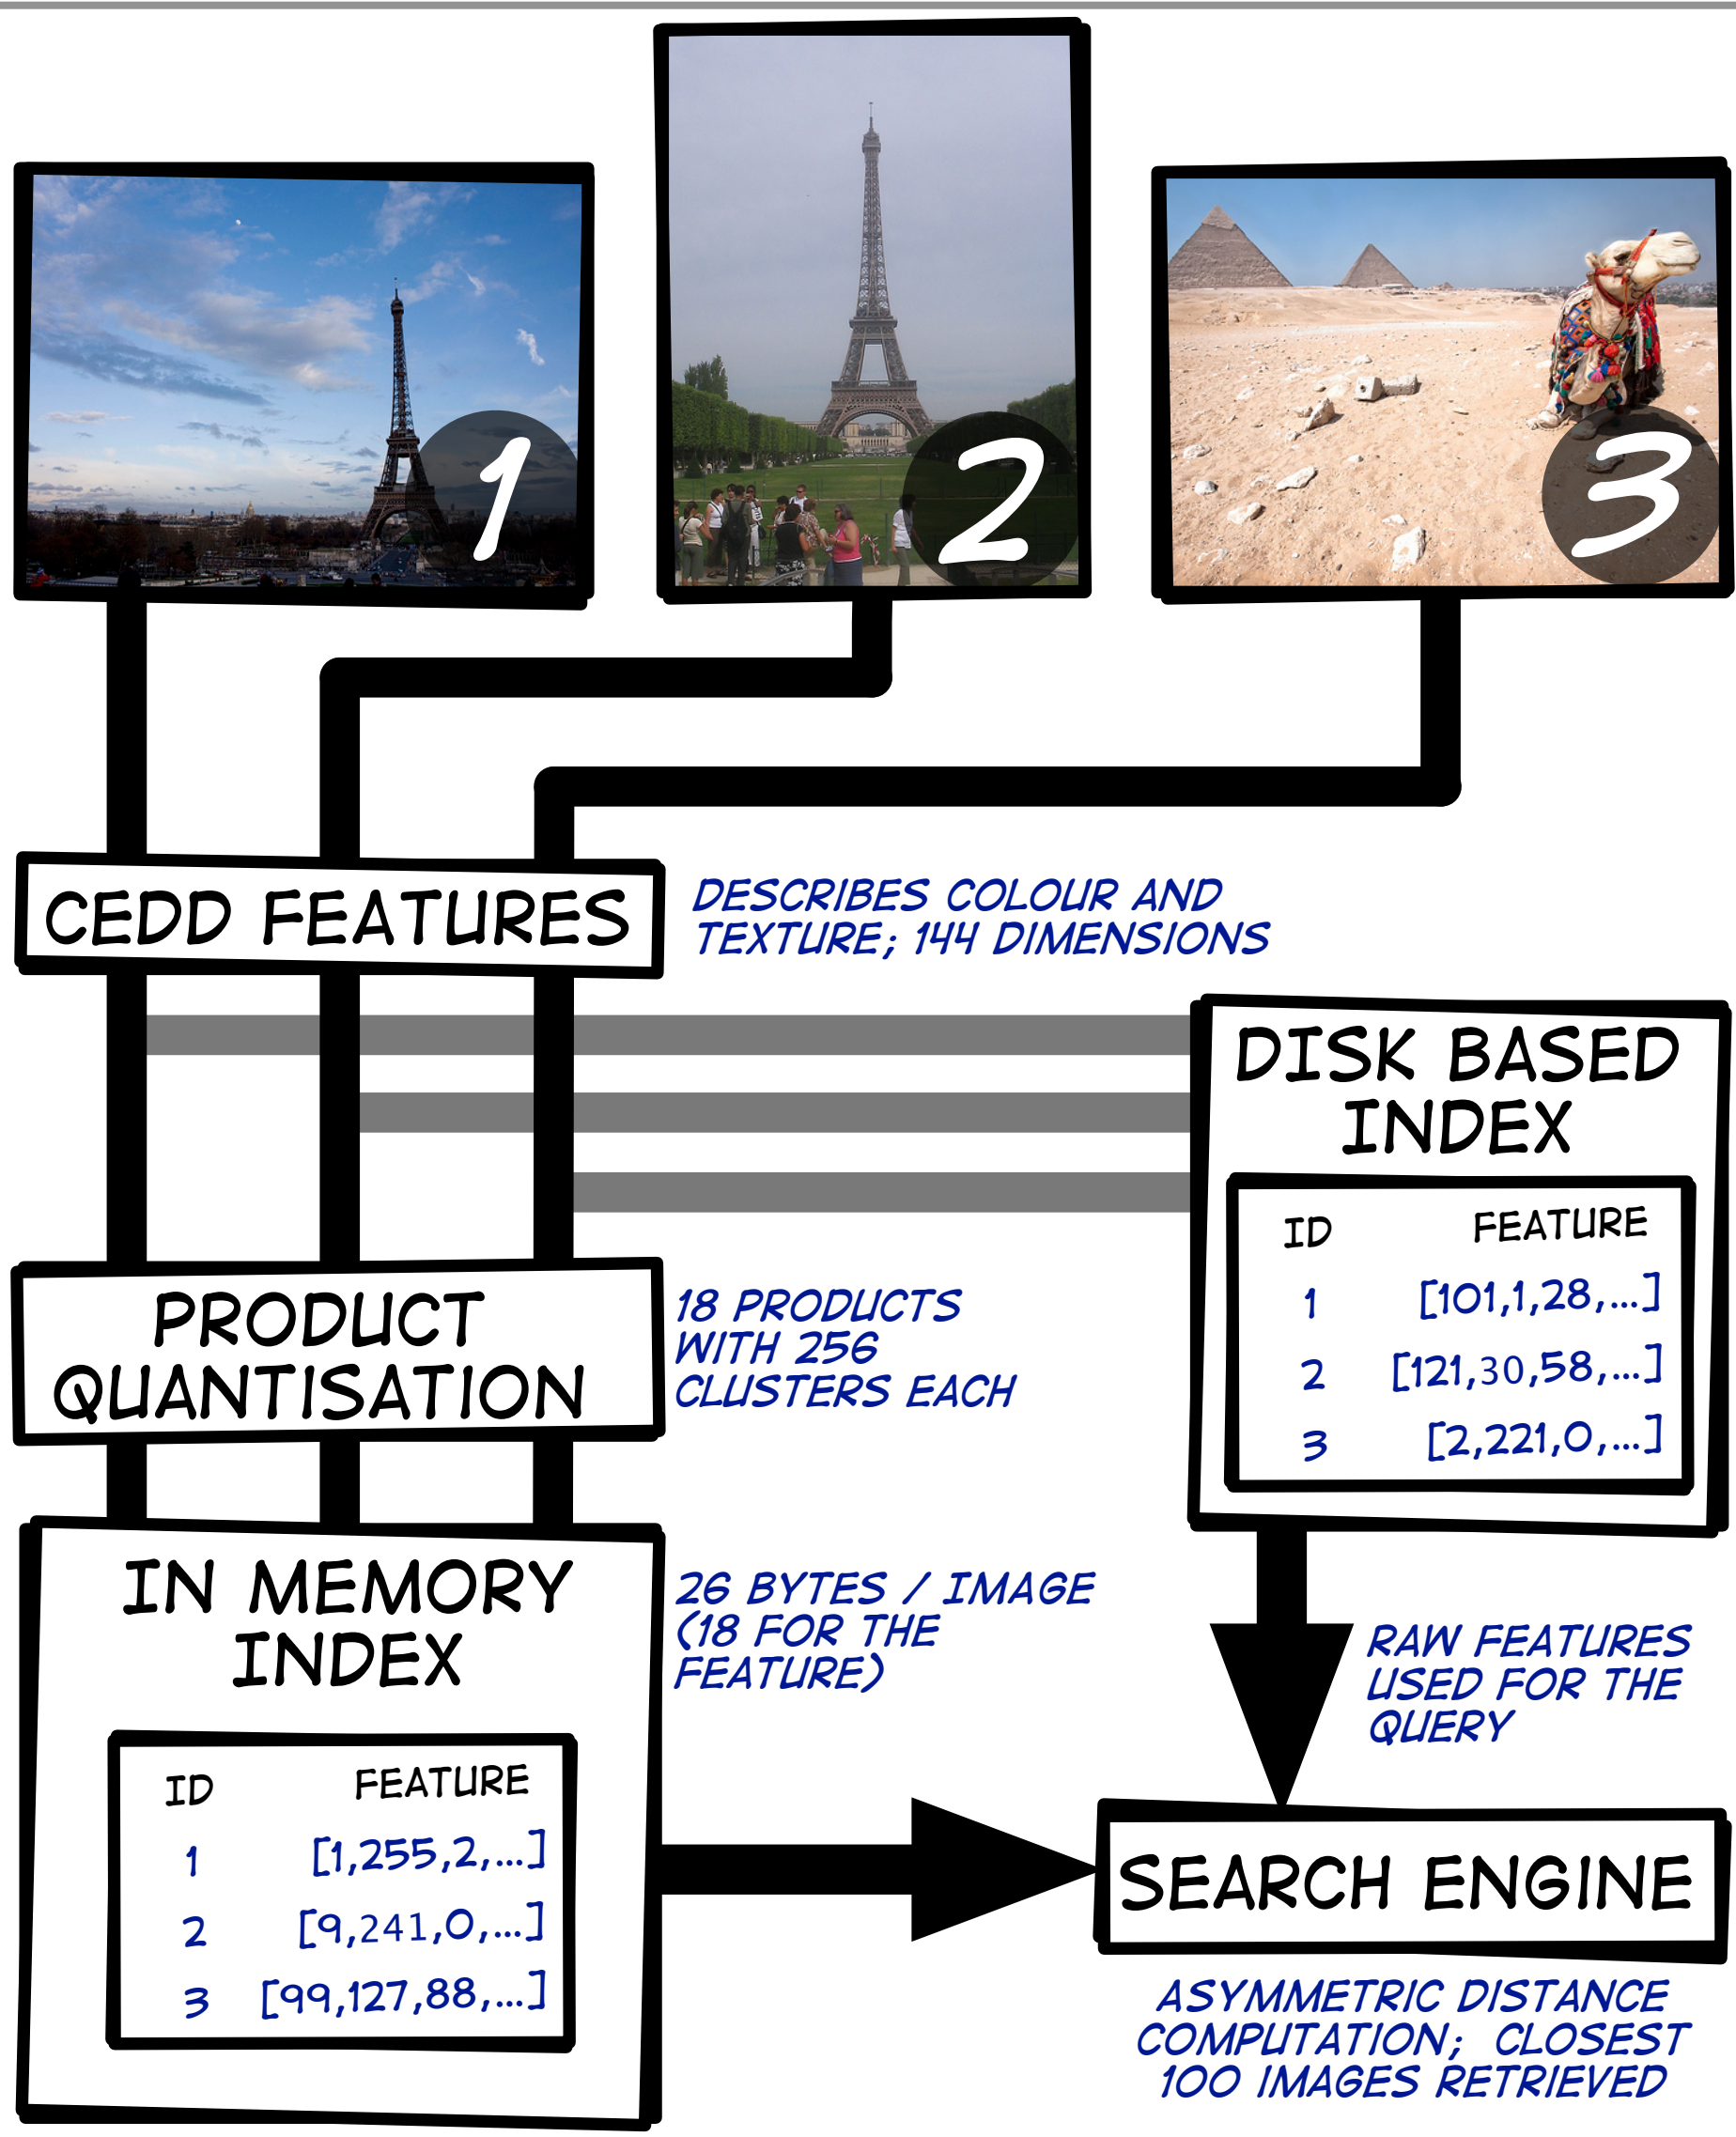 1
2
3
CEDD FEATURES
DESCRIBES COLOUR AND
TEXTURE; 144 DIMENSIONS
DISK BASED
INDEX
ID FEATURE
1 [101,1,28,...]
2 [121,30,58,...]
3 [2,221,0,...]
PRODUCT
QUANTISATION
18 PRODUCTS
WITH 256
CLUSTERS EACH
IN MEMORY
INDEX
26 BYTES / IMAGE
(18 FOR THE
FEATURE)
ID FEATURE
1 [1,255,2,...]
2 [9,241,0,...]
3 [99,127,88,...]
RAW FEATURES
USED FOR THE
QUERY
SEARCH ENGINE
ASYMMETRIC DISTANCE
COMPUTATION; CLOSEST
100 IMAGES RETRIEVED